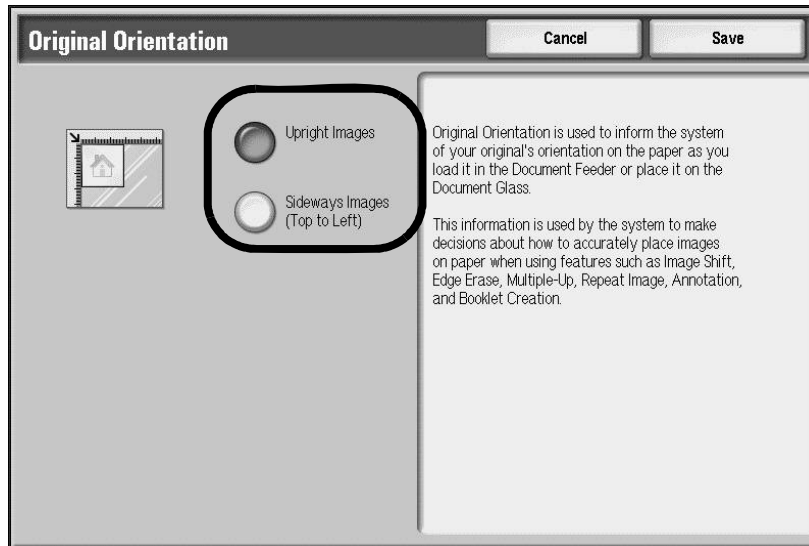 Original Orientation
Cancel
Save
Upright Images
Sideways Images
(Top to Left)
Original Orientation is used to inform the system
of your original's orientation on the paper as you
load it in the Document Feeder or place it on the
Document Glass.
This information is used by the system to make
decisions about how to accurately place images
on paper when using features such as Image Shift,
Edge Erase, Multiple-Up, Repeat Image, Annotation,
and Booklet Creation.